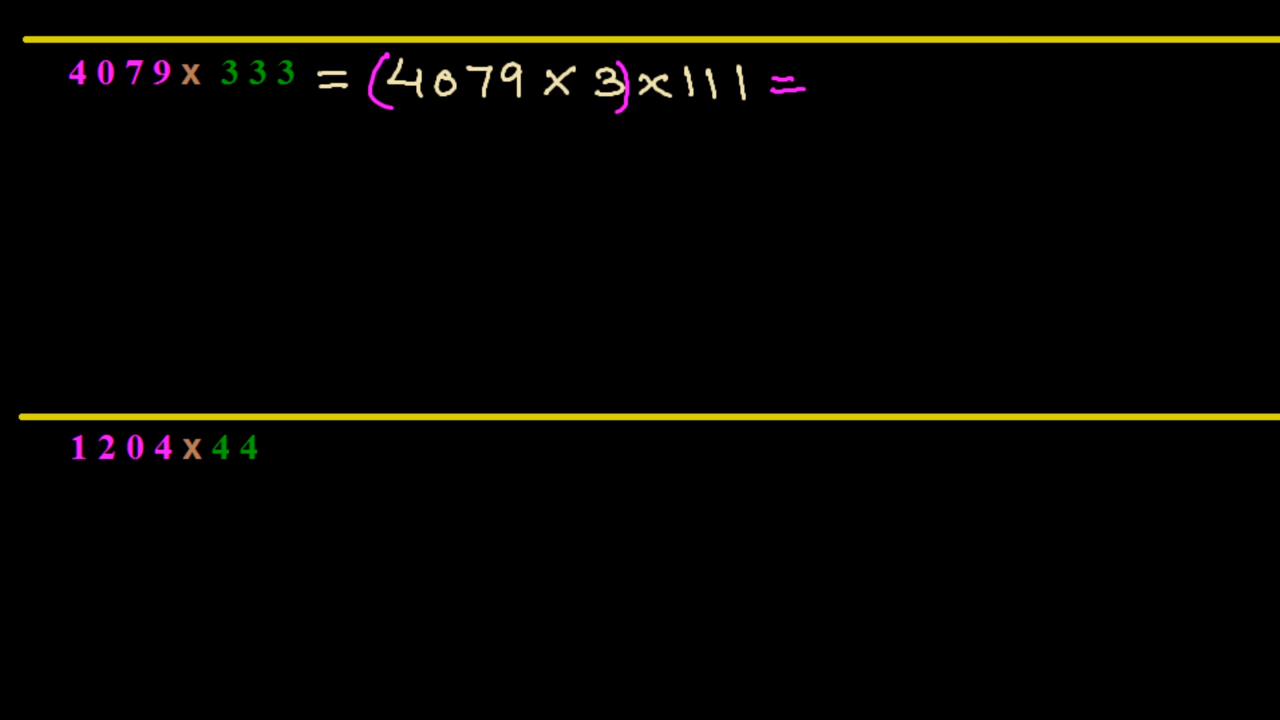 4079 x 333 = (4079 x 3) x 111 =
1204 x 44